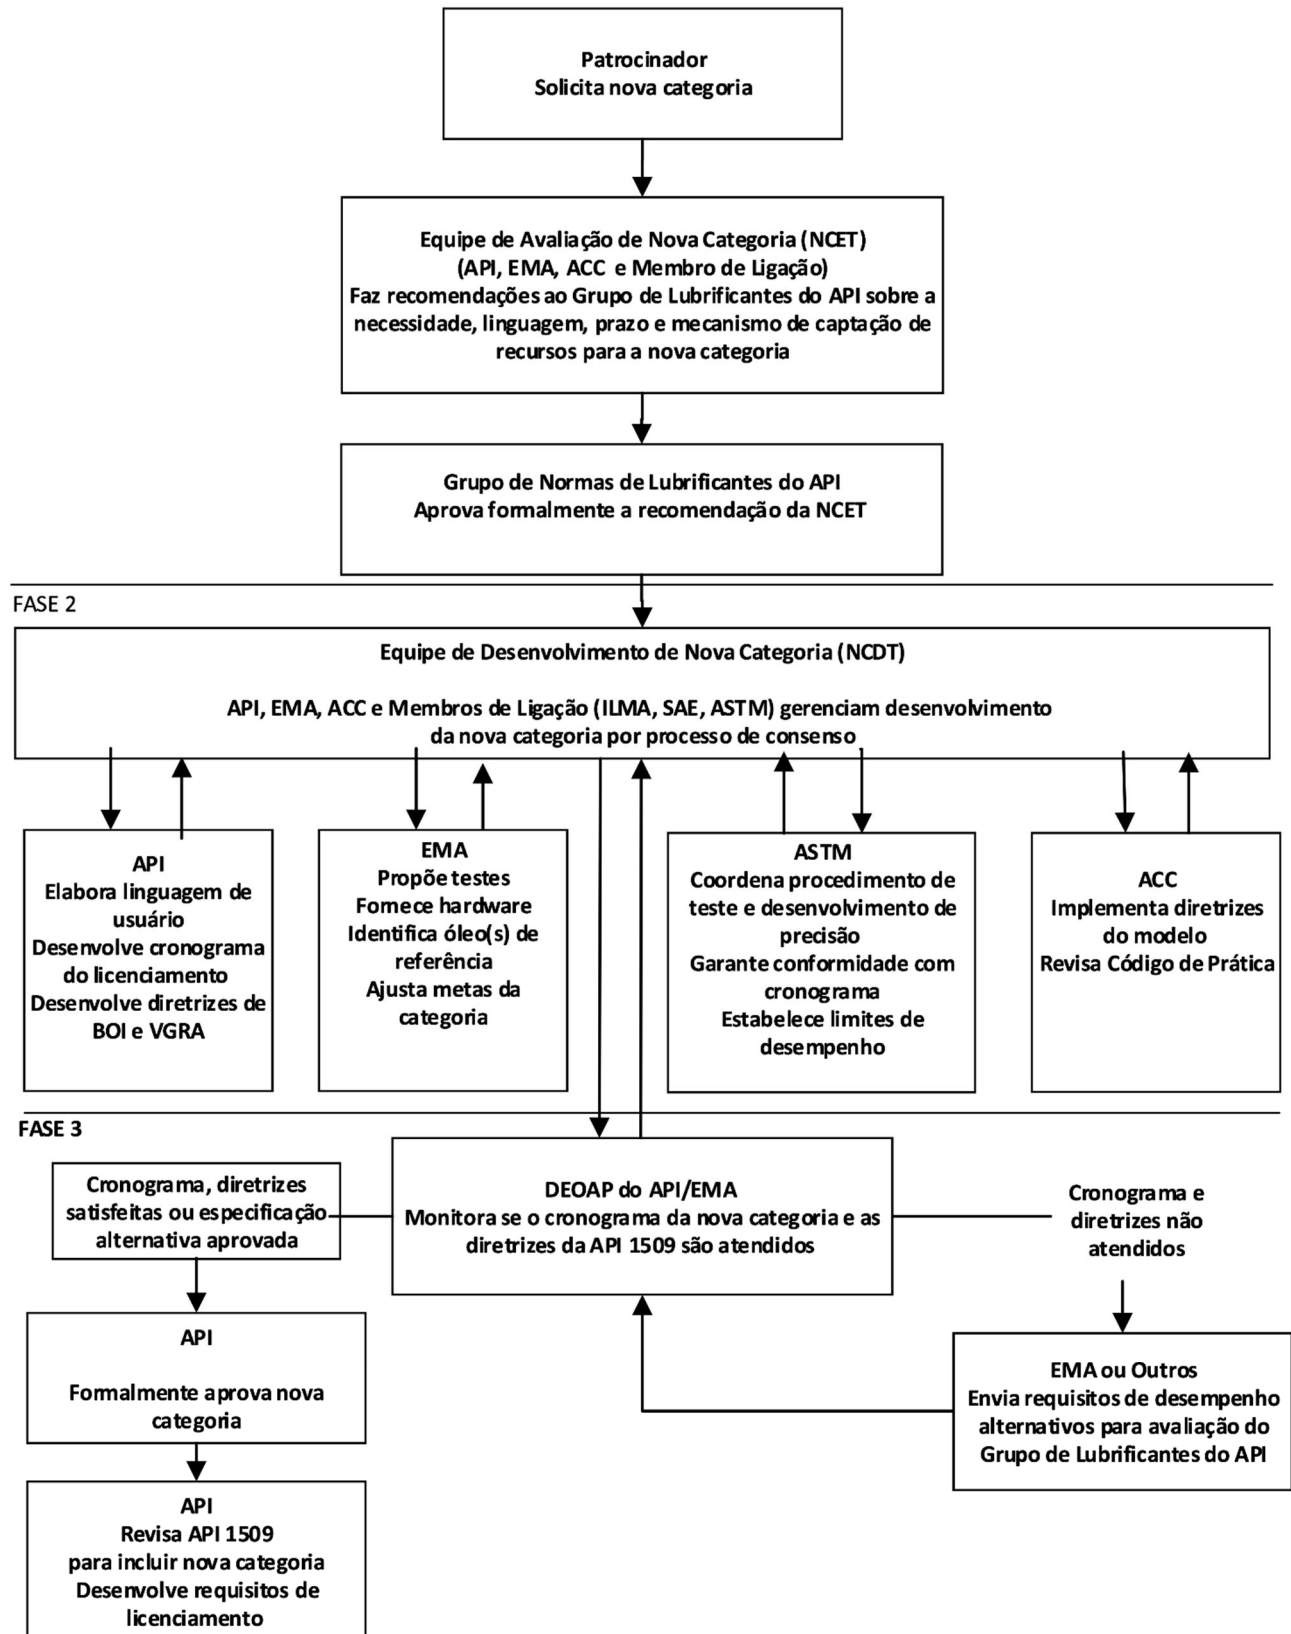 Patrocinador
Solicita nova categoria
Equipe de Avaliação de Nova Categoria (NCET)
(API, EMA, ACC e Membro de Ligação)
Faz recomendações ao Grupo de Lubrificantes do API sobre a
necessidade, linguagem, prazo e mecanismo de captação de
recursos para a nova categoria
Grupo de Normas de Lubrificantes do API
Aprova formalmente a recomendação da NCET
FASE 2
Equipe de Desenvolvimento de Nova Categoria (NCDT)
API, EMA, ACC e Membros de Ligação (ILMA, SAE, ASTM) gerenciam desenvolvimento
da nova categoria por processo de consenso
API
Elabora linguagem de
usuário
Desenvolve cronograma
do licenciamento
Desenvolve diretrizes de
BOI e VGRA
EMA
Propõe testes
Fornece hardware
Identifica óleo(s) de
referência
Ajusta metas da
categoria
ASTM
Coordena procedimento de
teste e desenvolvimento de
precisão
Garante conformidade com
cronograma
Estabelece limites de
desempenho
ACC
Implementa diretrizes
do modelo
Revisa Código de Prática
FASE 3
Cronograma, diretrizes
satisfeitas ou especificação
alternativa aprovada
DEOAP do API/EMA
Monitora se o cronograma da nova categoria e as
diretrizes da API 1509 são atendidos
Cronograma e
diretrizes não
atendidos
API
Formalmente aprova nova
categoria
EMA ou Outros
Envia requisitos de desempenho
alternativos para avaliação do
Grupo de Lubrificantes do API
API
Revisa API 1509
para incluir nova categoria
Desenvolve requisitos de
licenciamento